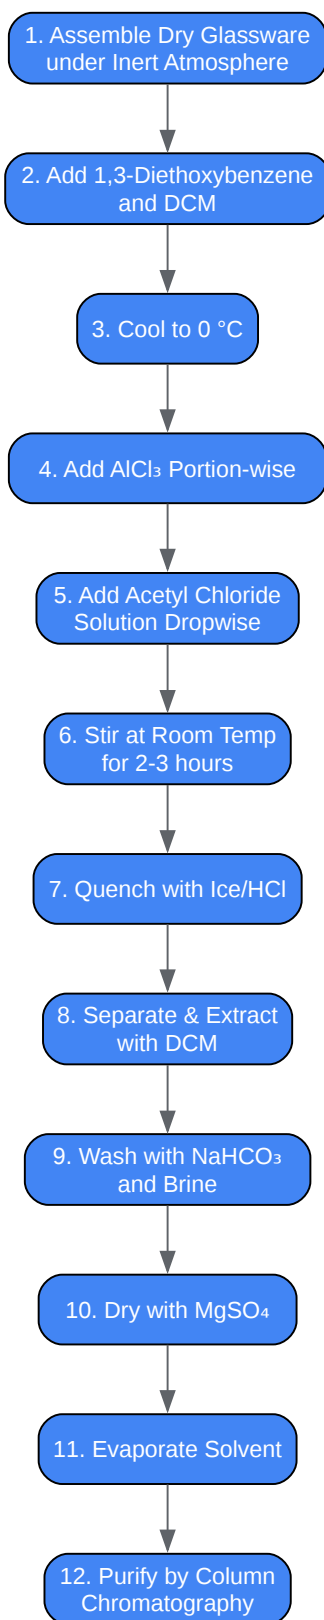 1. Assemble Dry Glassware
under Inert Atmosphere
2. Add 1,3-Diethoxybenzene
and DCM
3. Cool to 0 °C
4. Add AlCl₃ Portion-wise
5. Add Acetyl Chloride
Solution Dropwise
6. Stir at Room Temp
for 2-3 hours
7. Quench with Ice/HCl
8. Separate & Extract
with DCM
9. Wash with NaHCO₃
and Brine
10. Dry with MgSO₄
11. Evaporate Solvent
12. Purify by Column
Chromatography